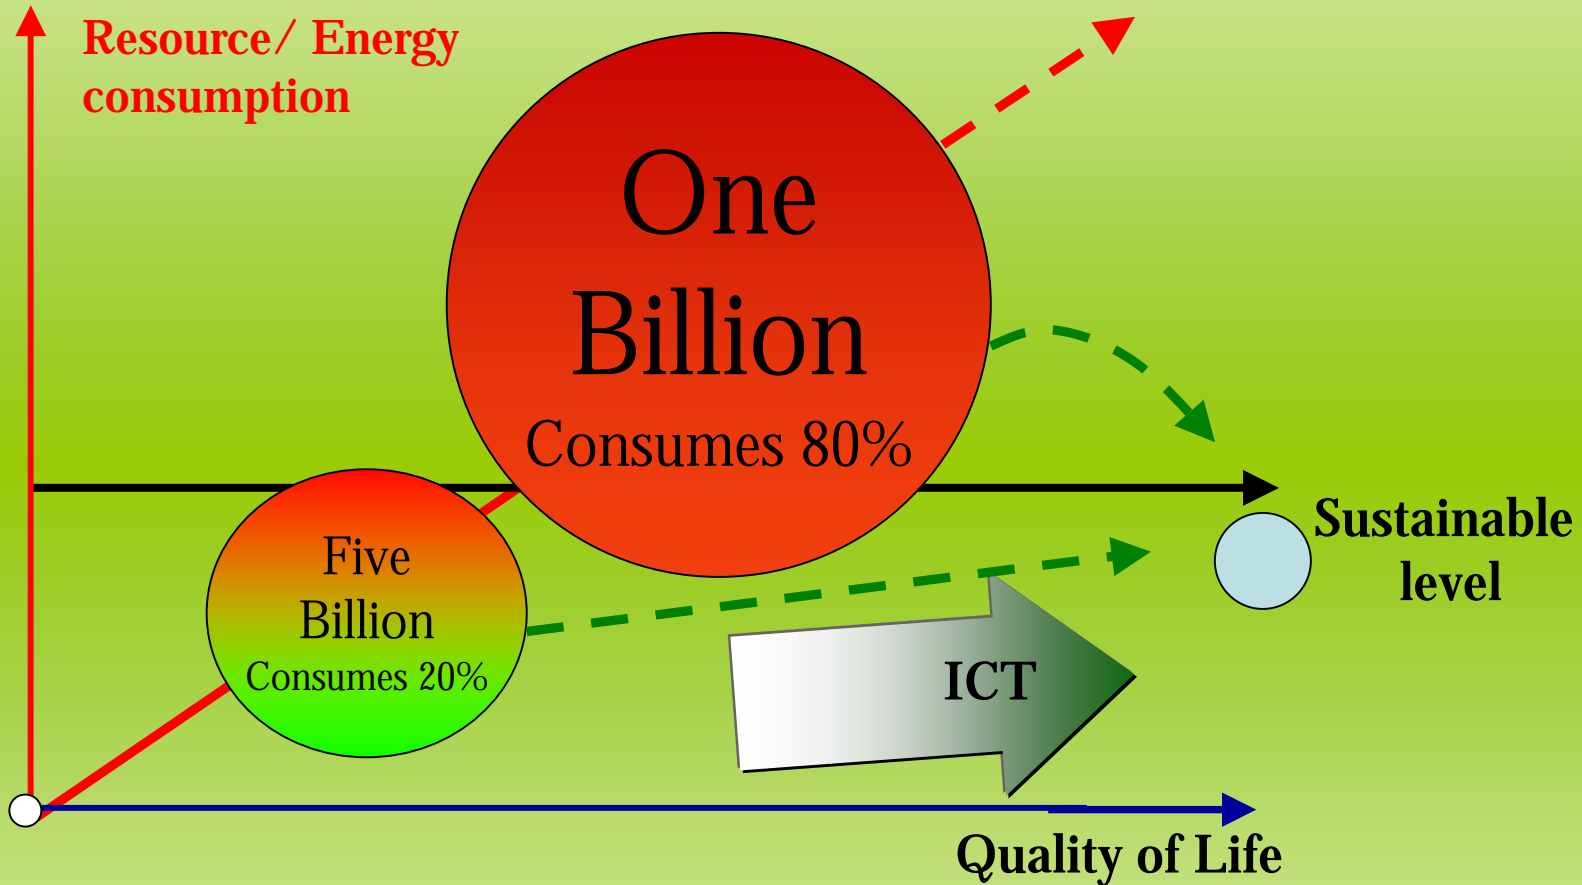 Resource/ Energy
consumption
One
Billion
Consumes 80%
Five
Billion
Consumes 20%
Sustainable
level
ICT
Quality of Life